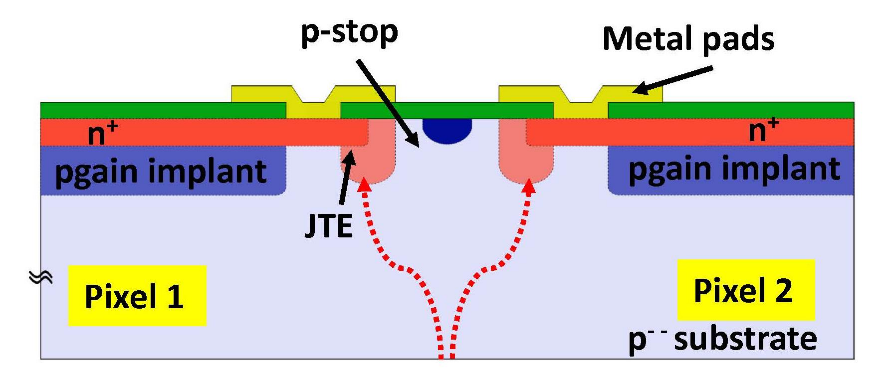 p-stop
Metal pads
n+
n+
pgain implant
pgain implant
JTE
Pixel 1
Pixel 2
p-- substrate